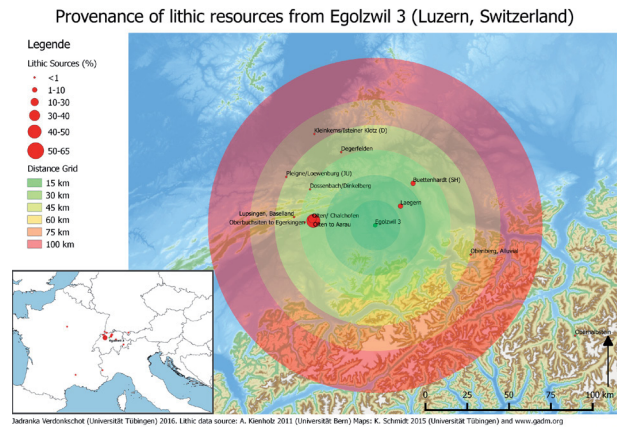 Provenance of lithic resources from Egolzwil 3 (Luzern, Switzerland)
Legende
Lithic Sources (%)
<1
1-10
10-30
30-40
40-50
50-65
Distance Grid
15 km
30 km
45 km
60 km
75 km
100 km
Kleinkems/Isteiner Klotz (D)
Degerfelden
Pleigne/Loewenburg (JU)
Buettenhardt (SH)
Dossenbach/Dinkelberg
Laegern
Lupsingen, Baselland
Olten/ Chalchofen
Oberbuchsiten to Egerkingen
Olten to Aarau
Egolzwil 3
Obenberg, Alluvial
0 25 50 75 100 km
Jadranka Verdonkschot (Universität Tübingen) 2016. Lithic data source: A. Kienholz 2011 (Universität Bern) Maps: K. Schmidt 2015 (Universität Tübingen) and www.gadm.org